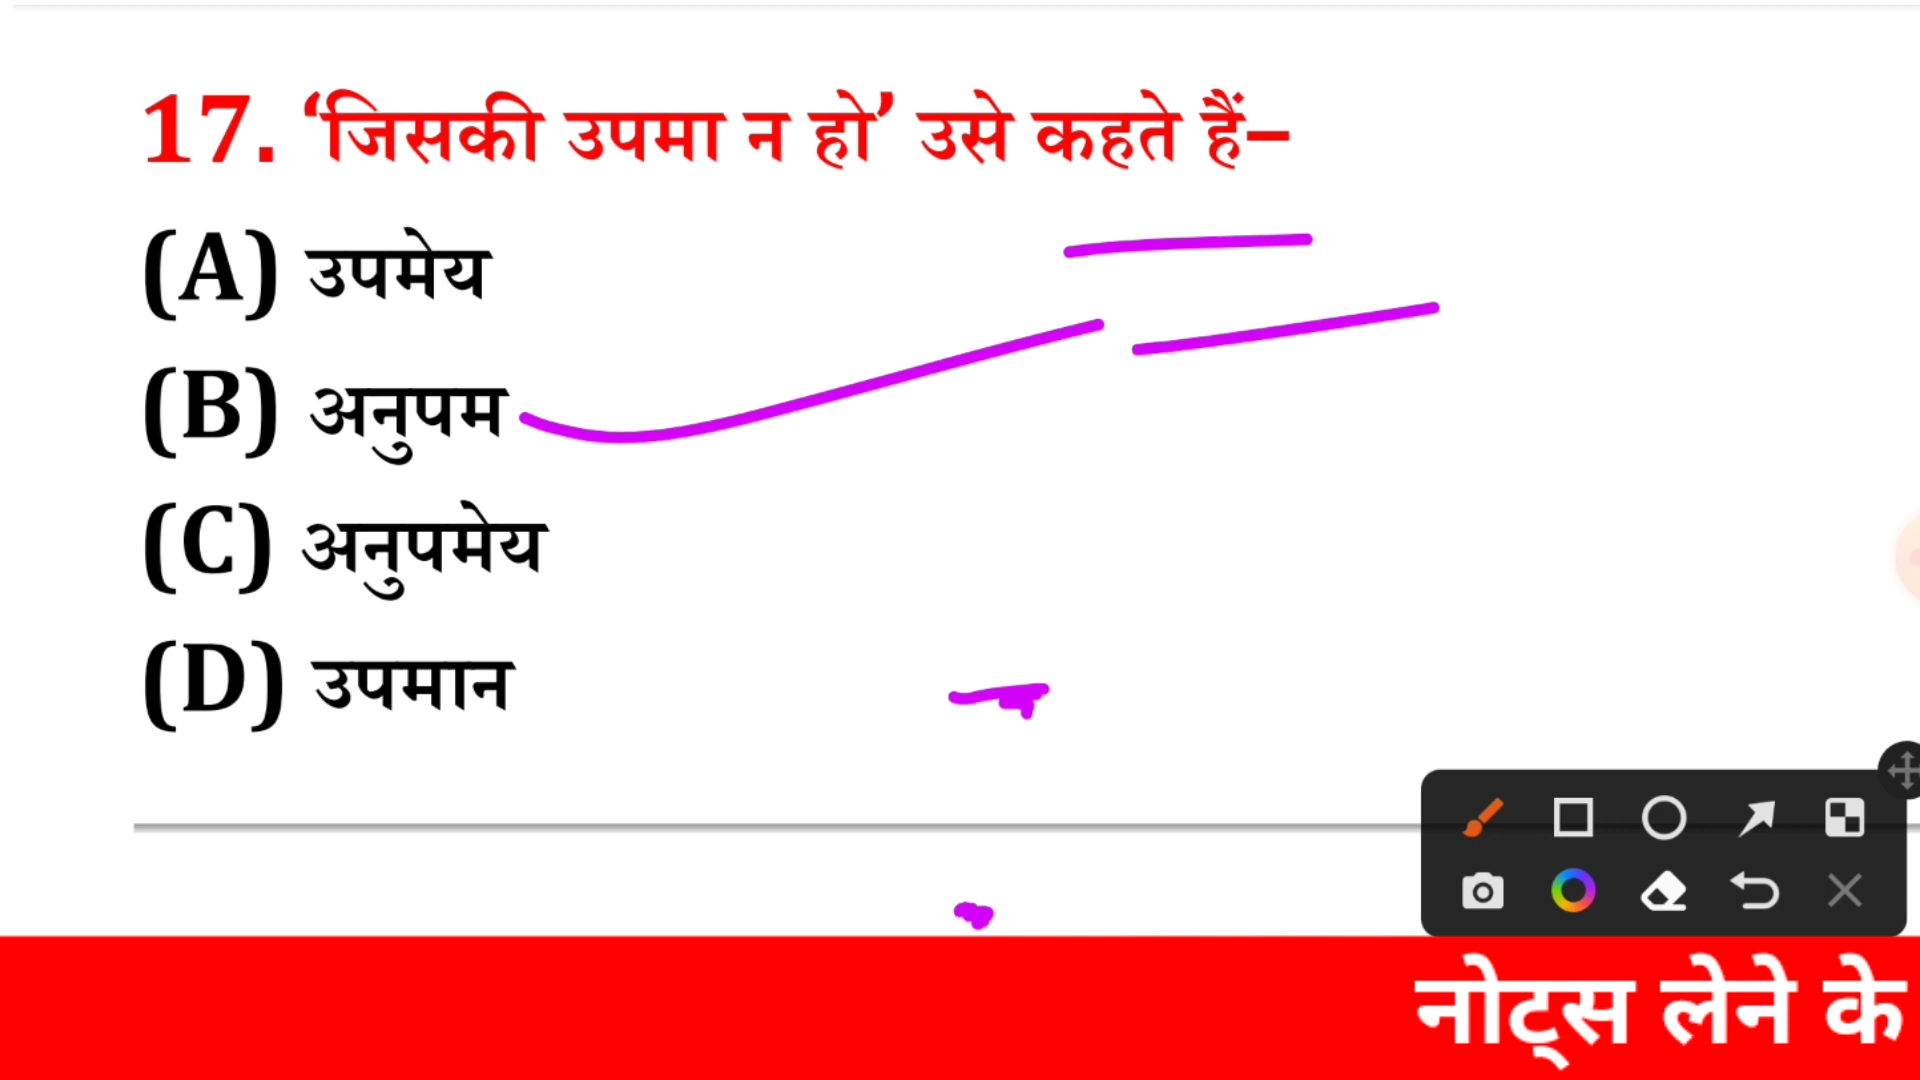 17. ‘जिसकी उपमा न हो’ उसे कहते हैं–
(A) उपमेय
(B) अनुपम
(C) अनुपमेय
(D) उपमान
नोट्स लेने के